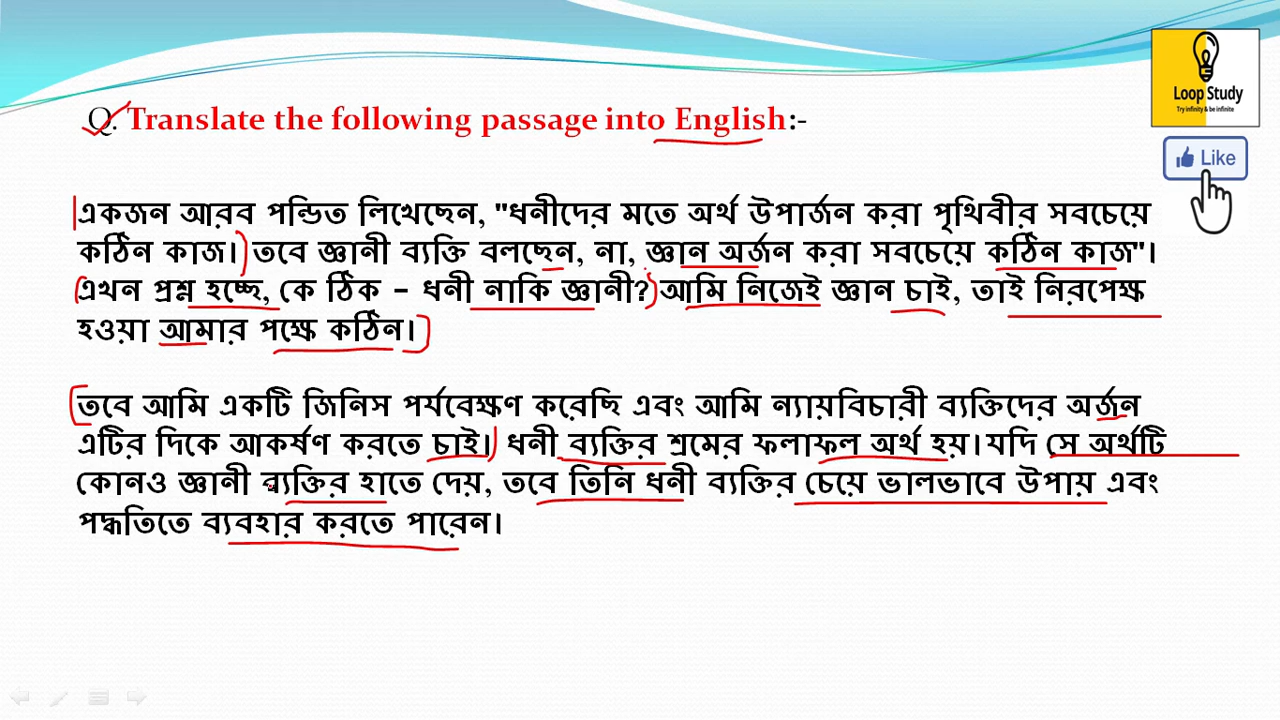 Loop Study
Try infinity & be infinite
Like
Q. Translate the following passage into English:-
একজন আরব পন্ডিত লিখেছেন, "ধনীদের মতে অর্থ উপার্জন করা পৃথিবীর সবচেয়ে
কঠিন কাজ। তবে জ্ঞানী ব্যক্তি বলছেন, না, জ্ঞান অর্জন করা সবচেয়ে কঠিন কাজ"।
এখন প্রশ্ন হচ্ছে, কে ঠিক – ধনী নাকি জ্ঞানী? আমি নিজেই জ্ঞান চাই, তাই নিরপেক্ষ
হওয়া আমার পক্ষে কঠিন।
তবে আমি একটি জিনিস পর্যবেক্ষণ করেছি এবং আমি ন্যায়বিচারী ব্যক্তিদের অর্জন
এটির দিকে আকর্ষণ করতে চাই। ধনী ব্যক্তির শ্রমের ফলাফল অর্থ হয়। যদি সে অর্থটি
কোনও জ্ঞানী ব্যক্তির হাতে দেয়, তবে তিনি ধনী ব্যক্তির চেয়ে ভালভাবে উপায় এবং
পদ্ধতিতে ব্যবহার করতে পারেন।